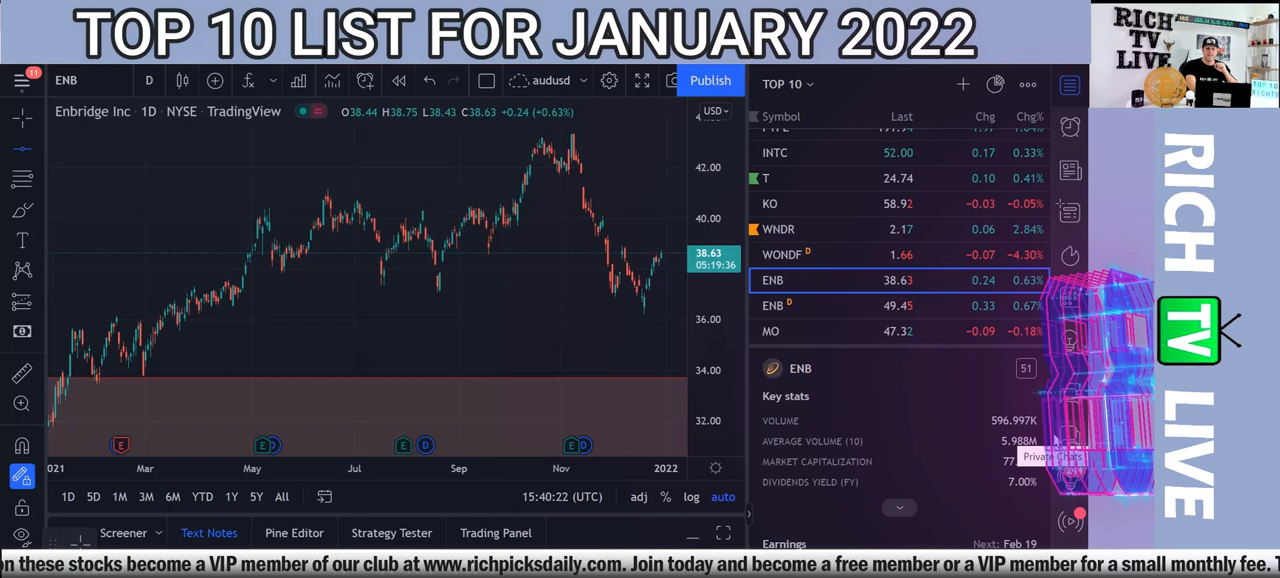 TOP 10 LIST FOR JANUARY 2022
RICH
TV
LIVE
11
ENB
D
audusd
Publish
Enbridge Inc · 1D · NYSE · TradingView
O38.44 H38.75 L38.43 C38.63 +0.24 (+0.63%)
USD
42.00
40.00
38.63
05:19:36
36.00
34.00
32.00
E
E D
E D
E D
2021 Mar May Jul Sep Nov 2022
1D 5D 1M 3M 6M YTD 1Y 5Y All
15:40:22 (UTC)
adj % log auto
Screener Text Notes Pine Editor Strategy Tester Trading Panel
TOP 10
Symbol Last Chg Chg%
INTC 52.00 0.17 0.33%
T 24.74 0.10 0.41%
KO 58.92 −0.03 −0.05%
WNDR 2.17 0.06 2.84%
WONDF D 1.66 −0.07 −4.30%
ENB 38.63 0.24 0.63%
ENB D 49.45 0.33 0.67%
MO 47.32 −0.09 −0.18%
ENB 51
Key stats
VOLUME 596.997K
AVERAGE VOLUME (10) 5.988M
MARKET CAPITALIZATION 77.
Private Chats
DIVIDENDS YIELD (FY) 7.00%
Earnings Next: Feb 19
RICH TV LIVE
on these stocks become a VIP member of our club at www.richpicksdaily.com. Join today and become a free member or a VIP member for a small monthly fee.